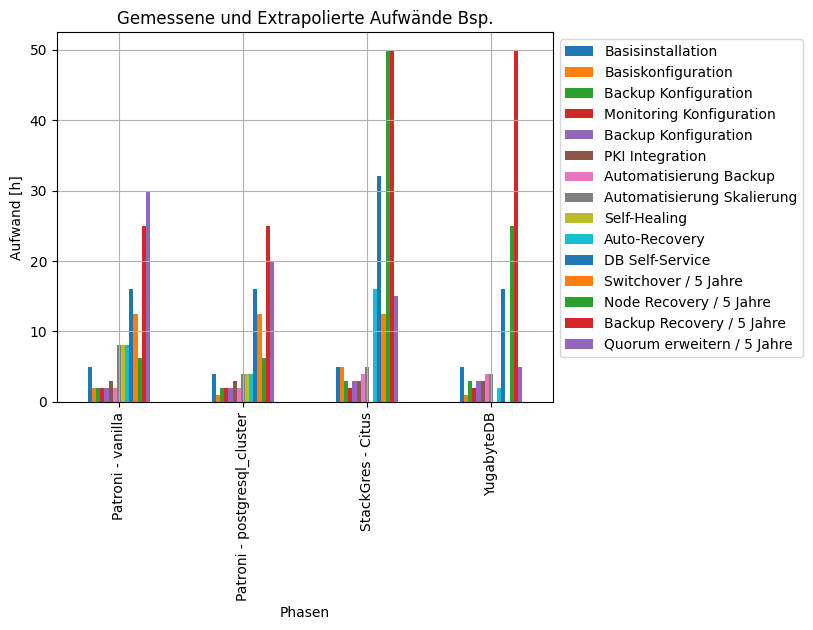 Gemessene und Extrapolierte Aufwände Bsp.
50
40
30
20
10
0
Aufwand [h]
Patroni - vanilla
Patroni - postgresql_cluster
StackGres - Citus
YugabyteDB
Phasen
Basisinstallation
Basiskonfiguration
Backup Konfiguration
Monitoring Konfiguration
Backup Konfiguration
PKI Integration
Automatisierung Backup
Automatisierung Skalierung
Self-Healing
Auto-Recovery
DB Self-Service
Switchover / 5 Jahre
Node Recovery / 5 Jahre
Backup Recovery / 5 Jahre
Quorum erweitern / 5 Jahre